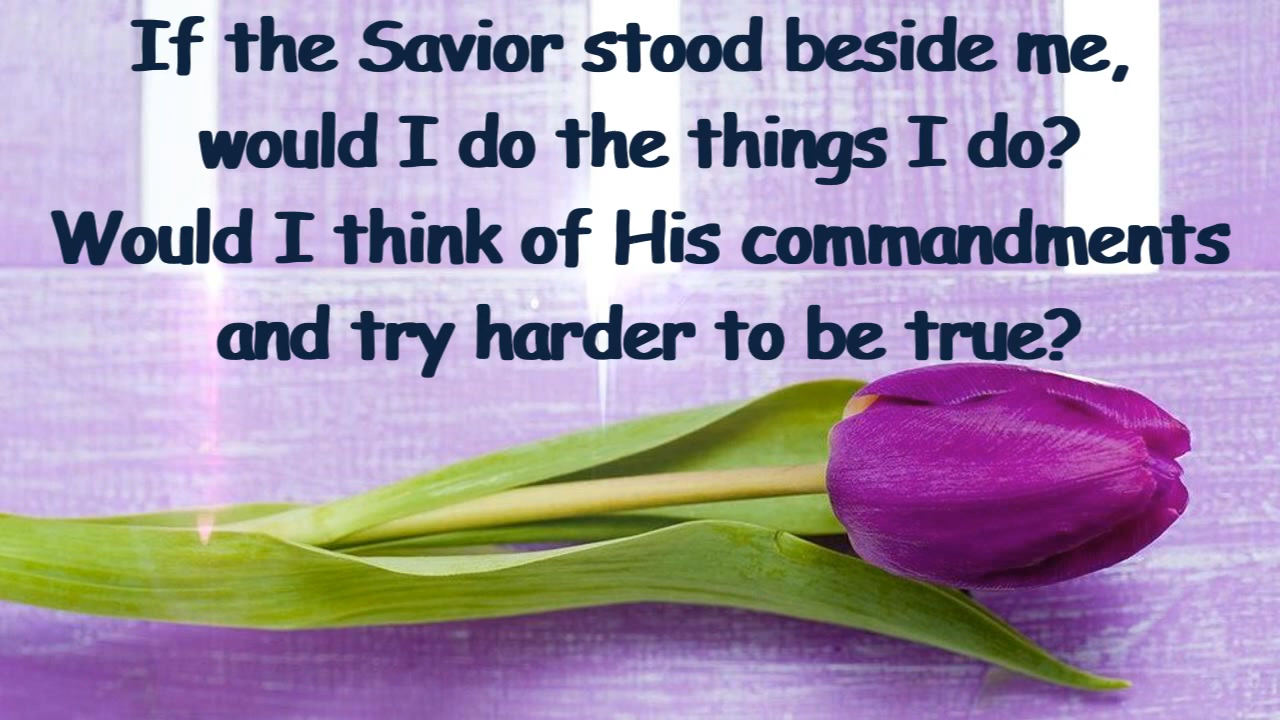 If the Savior stood beside me,
would I do the things I do?
Would I think of His commandments
and try harder to be true?